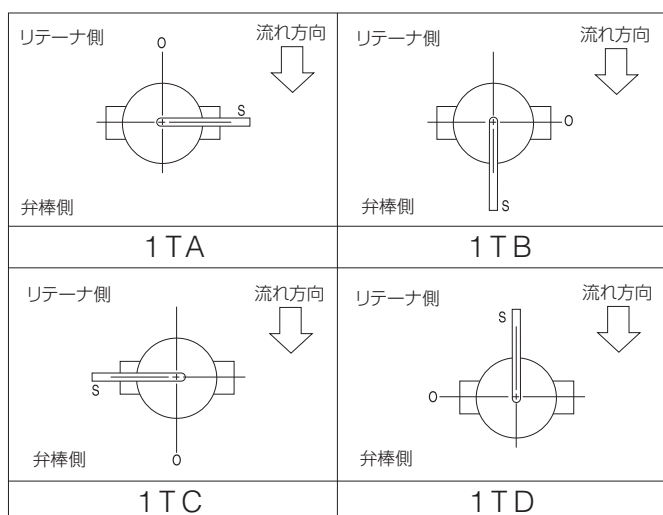 リテーナ側
流れ方向
O
S
弁棒側
1TA
リテーナ側
流れ方向
O
S
弁棒側
1TB
リテーナ側
流れ方向
S
O
弁棒側
1TC
リテーナ側
流れ方向
S
O
弁棒側
1TD